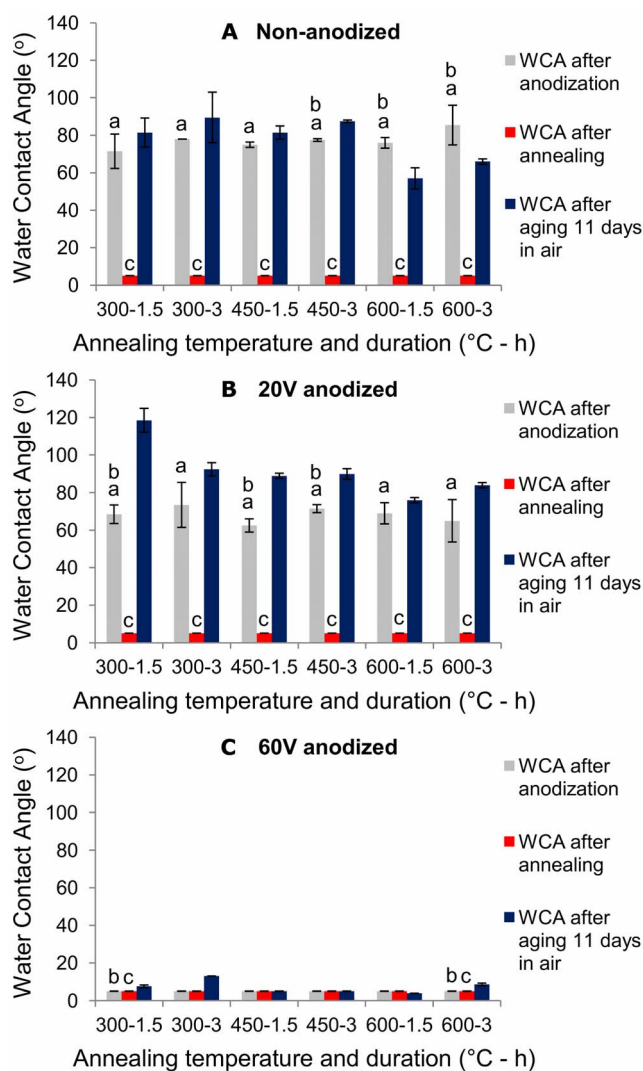 A Non-anodized
Water Contact Angle (º)
140
120
100
80
60
40
20
0
a a a b a b a b a
c c c c c c
300-1.5 300-3 450-1.5 450-3 600-1.5 600-3
Annealing temperature and duration (°C - h)
WCA after
anodization
WCA after
annealing
WCA after
aging 11 days
in air
B 20V anodized
Water Contact Angle (º)
140
120
100
80
60
40
20
0
b a a b a b a a a
c c c c c c
300-1.5 300-3 450-1.5 450-3 600-1.5 600-3
Annealing temperature and duration (°C - h)
WCA after
anodization
WCA after
annealing
WCA after
aging 11 days
in air
C 60V anodized
Water Contact Angle (º)
140
120
100
80
60
40
20
0
b c b c
300-1.5 300-3 450-1.5 450-3 600-1.5 600-3
Annealing temperature and duration (°C - h)
WCA after
anodization
WCA after
annealing
WCA after
aging 11 days
in air